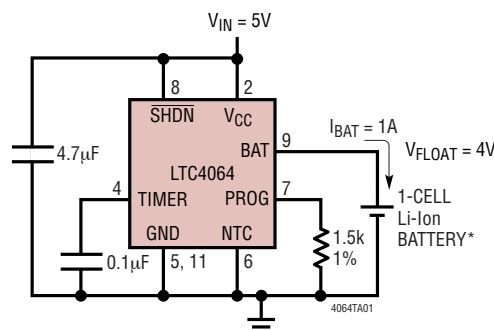 V_IN = 5V
8
2
SHDN
V_CC
I_BAT = 1A
BAT
9
V_FLOAT = 4V
4.7µF
LTC4064
4
TIMER
PROG
7
1-CELL
Li-Ion
BATTERY*
GND
NTC
1.5k
1%
0.1µF
5, 11
6
4064TA01